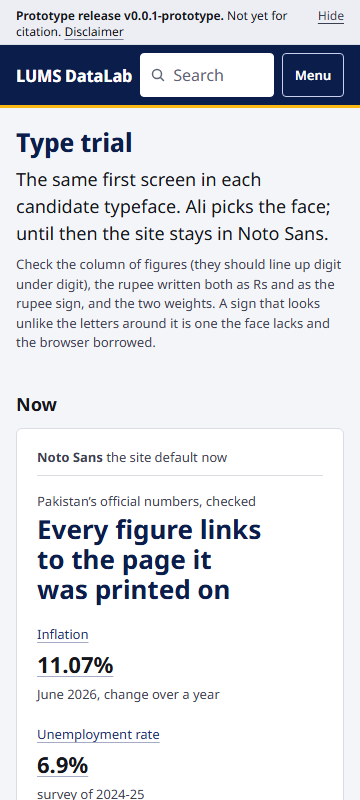 Prototype release v0.0.1-prototype. Not yet for
citation. Disclaimer
Hide
LUMS DataLab
Search
Menu
Type trial
The same first screen in each
candidate typeface. Ali picks the face;
until then the site stays in Noto Sans.
Check the column of figures (they should line up digit
under digit), the rupee written both as Rs and as the
rupee sign, and the two weights. A sign that looks
unlike the letters around it is one the face lacks and
the browser borrowed.
Now
Noto Sans the site default now
Pakistan's official numbers, checked
Every figure links
to the page it
was printed on
Inflation
11.07%
June 2026, change over a year
Unemployment rate
6.9%
survey of 2024-25